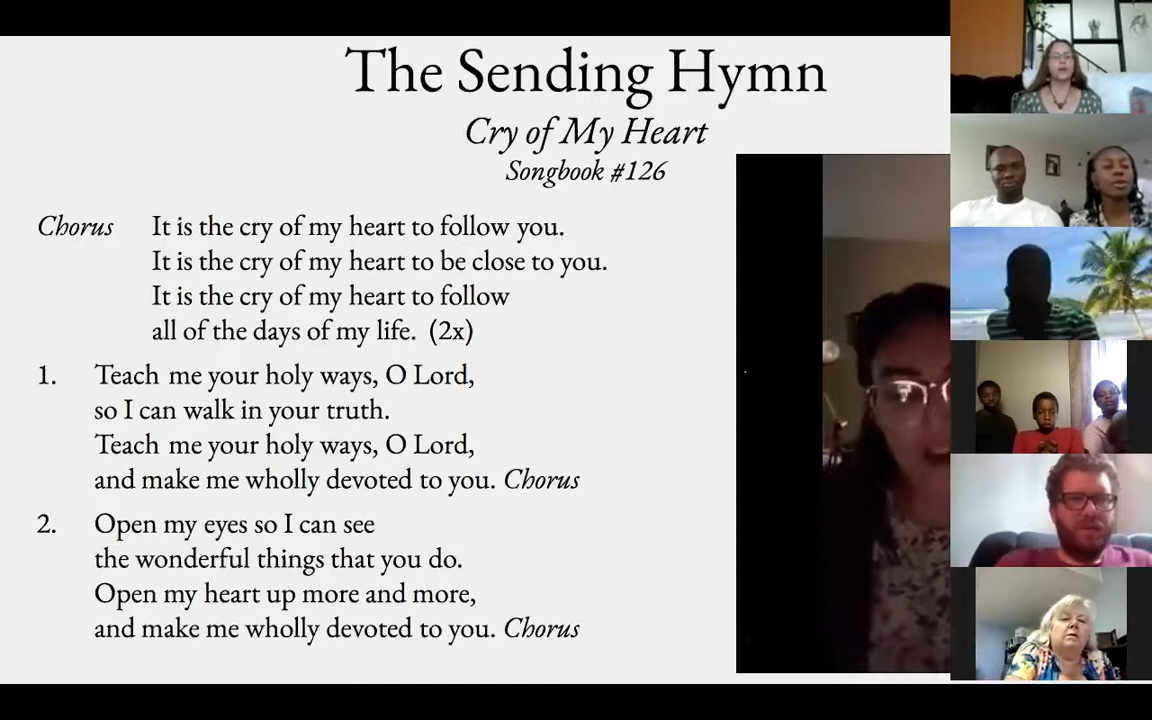 The Sending Hymn
Cry of My Heart
Songbook #126
Chorus It is the cry of my heart to follow you.
It is the cry of my heart to be close to you.
It is the cry of my heart to follow
all of the days of my life. (2x)
1. Teach me your holy ways, O Lord,
so I can walk in your truth.
Teach me your holy ways, O Lord,
and make me wholly devoted to you. Chorus
2. Open my eyes so I can see
the wonderful things that you do.
Open my heart up more and more,
and make me wholly devoted to you. Chorus